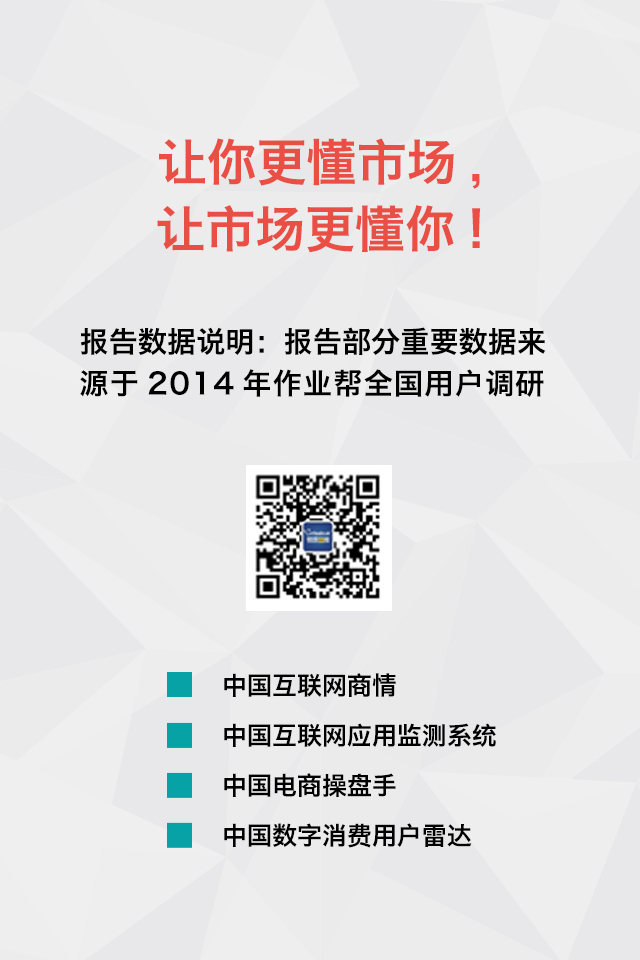 让你更懂市场，
让市场更懂你！
报告数据说明：报告部分重要数据来
源于 2014 年作业帮全国用户调研
中国互联网商情
中国互联网应用监测系统
中国电商操盘手
中国数字消费用户雷达